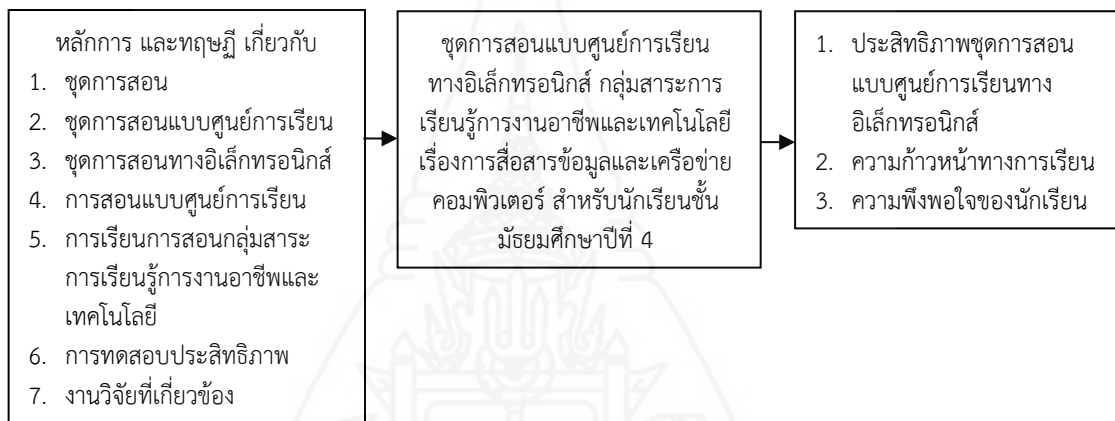 หลักการ และทฤษฏี เกี่ยวกับ
1. ชุดการสอน
2. ชุดการสอนแบบศูนย์การเรียน
3. ชุดการสอนทางอิเล็กทรอนิกส์
4. การสอนแบบศูนย์การเรียน
5. การเรียนการสอนกลุ่มสาระ
การเรียนรู้การงานอาชีพและ
เทคโนโลยี
6. การทดสอบประสิทธิภาพ
7. งานวิจัยที่เกี่ยวข้อง
ชุดการสอนแบบศูนย์การเรียน
ทางอิเล็กทรอนิกส์ กลุ่มสาระการ
เรียนรู้การงานอาชีพและเทคโนโลยี
เรื่องการสื่อสารข้อมูลและเครือข่าย
คอมพิวเตอร์ สำหรับนักเรียนชั้น
มัธยมศึกษาปีที่ 4
1. ประสิทธิภาพชุดการสอน
แบบศูนย์การเรียนทาง
อิเล็กทรอนิกส์
2. ความก้าวหน้าทางการเรียน
3. ความพึงพอใจของนักเรียน